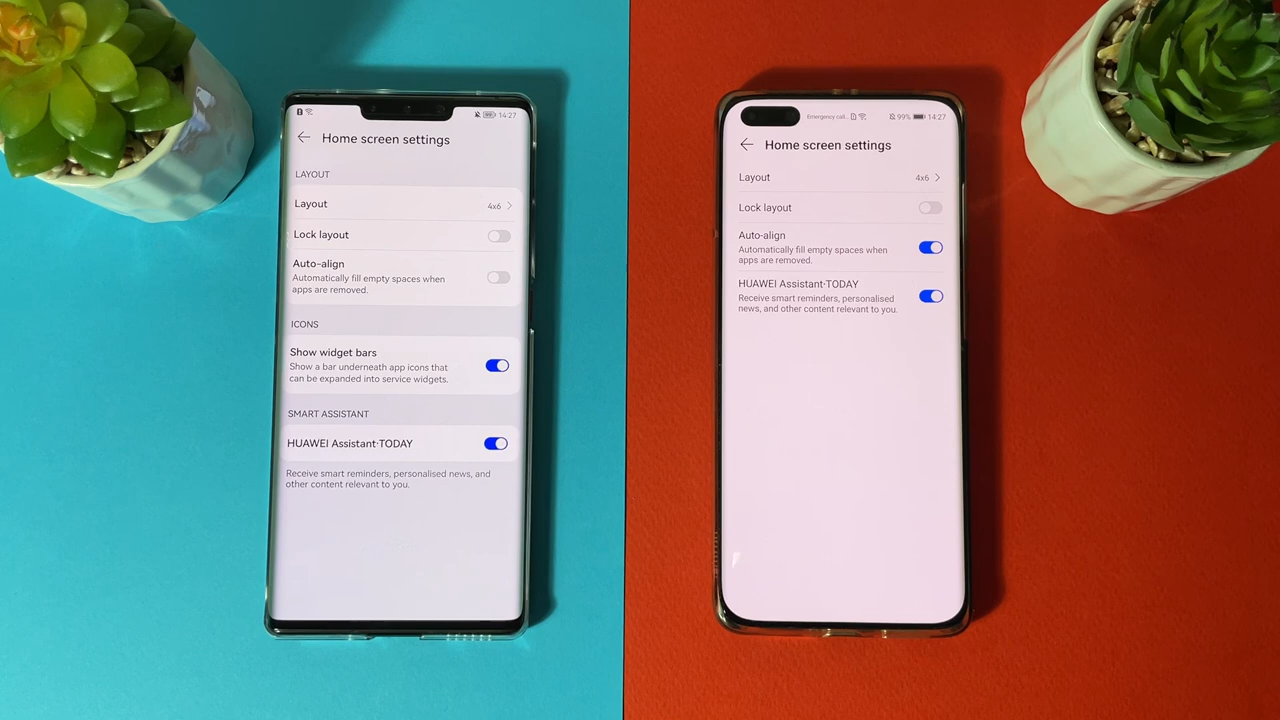 14:27
Home screen settings
LAYOUT
Layout 4x6
Lock layout
Auto-align
Automatically fill empty spaces when
apps are removed.
ICONS
Show widget bars
Show a bar underneath app icons that
can be expanded into service widgets.
SMART ASSISTANT
HUAWEI Assistant·TODAY
Receive smart reminders, personalised news, and
other content relevant to you.
Emergency call.. 99% 14:27
Home screen settings
Layout 4x6
Lock layout
Auto-align
Automatically fill empty spaces when
apps are removed.
HUAWEI Assistant·TODAY
Receive smart reminders, personalised
news, and other content relevant to you.